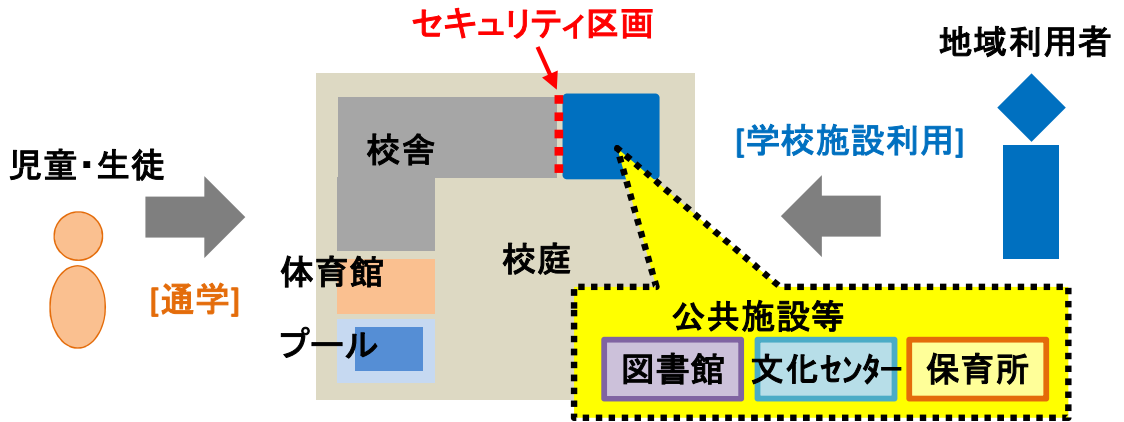 セキュリティ区画
地域利用者
児童・生徒
校舎
[学校施設利用]
[通学]
体育館
校庭
プール
公共施設等
図書館
文化センター
保育所